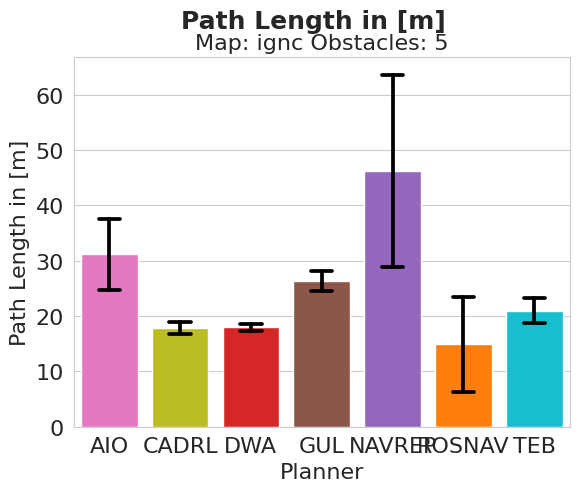 Path Length in [m]
Map: ignc Obstacles: 5
Path Length in [m]
60
50
40
30
20
10
0
AIO CADRL DWA GUL NAVREP ROSNAV TEB
Planner